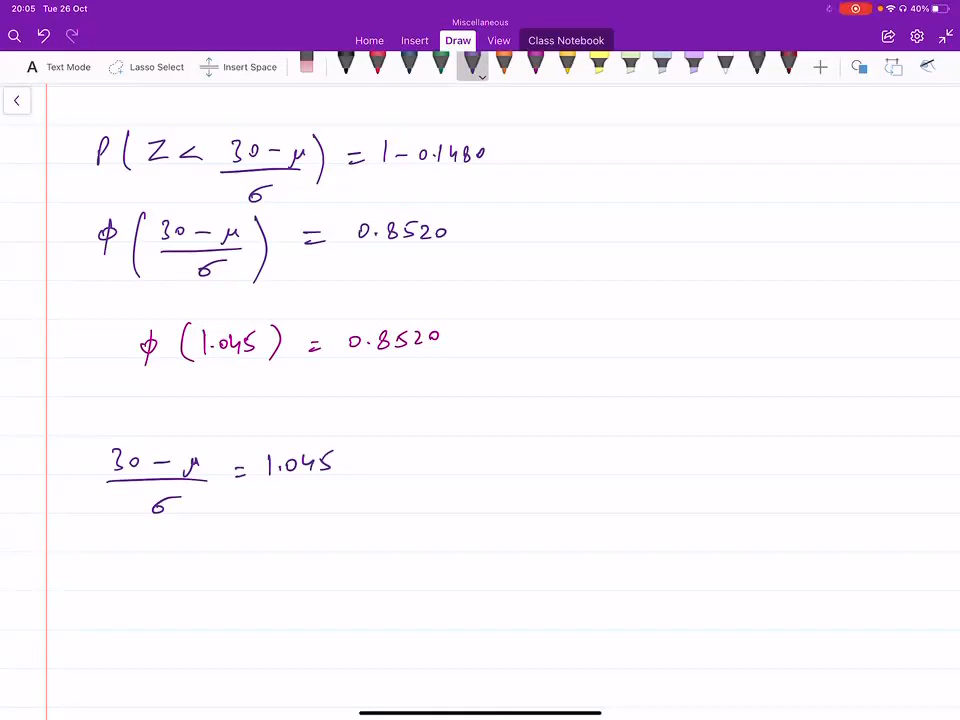 20:05 Tue 26 Oct
40%
Miscellaneous
Home Insert Draw View Class Notebook
A Text Mode Lasso Select Insert Space
P(Z < (30 - μ)/σ) = 1 - 0.1480
ϕ((30 - μ)/σ) = 0.8520
ϕ(1.045) = 0.8520
(30 - μ)/σ = 1.045